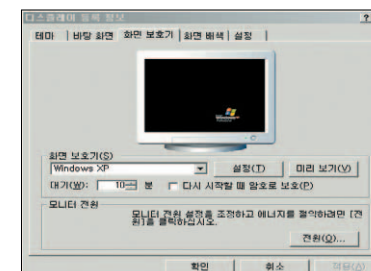 디스플레이 등록 정보
테마 바탕 화면 화면 보호기 화면 배색 설정
화면 보호기(S)
Windows XP 설정(T) 미리 보기(V)
대기(W): 10 분 다시 시작할 때 암호로 보호(P)
모니터 전원
모니터 전원 설정을 조정하고 에너지를 절약하려면 [전
원]을 클릭하십시오.
전원(O)...
확인 취소 적용(A)